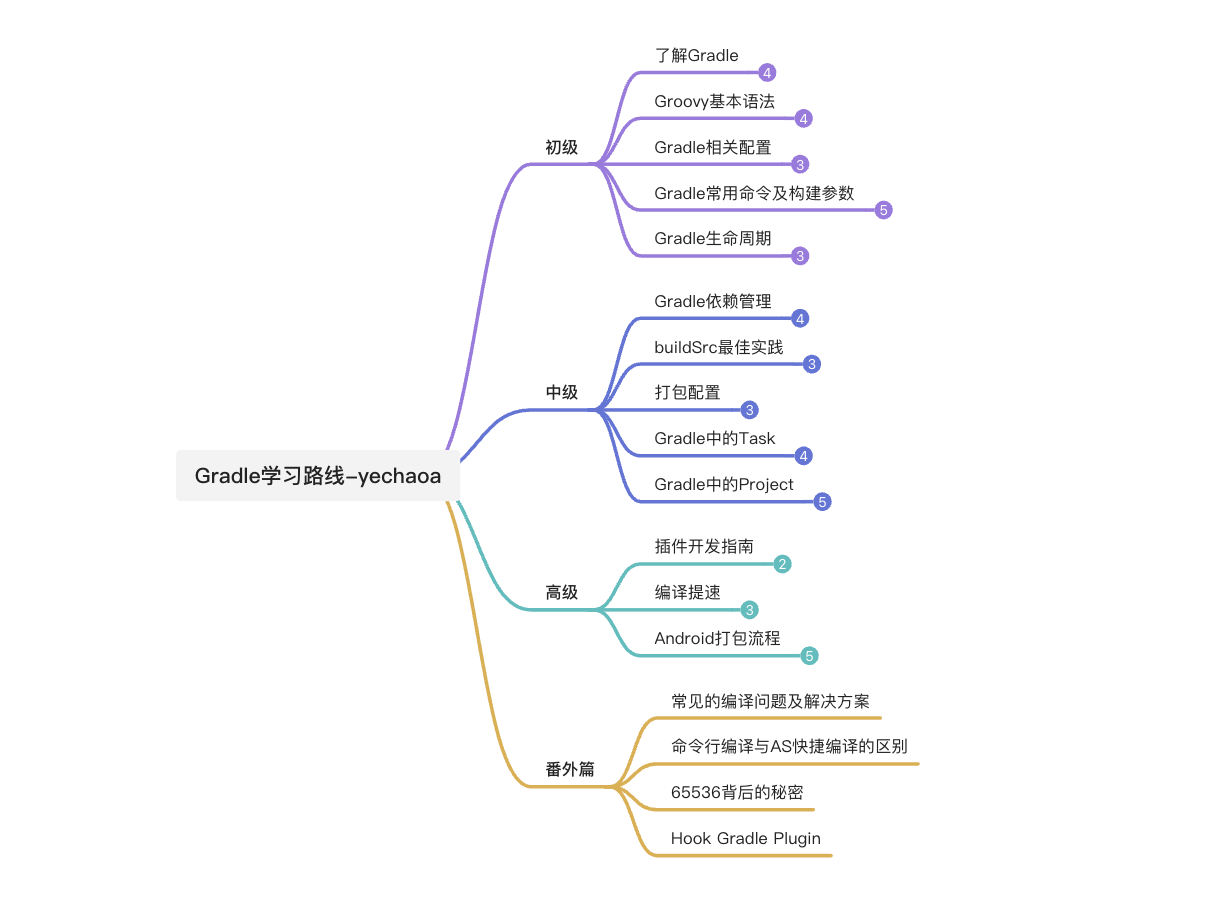 Gradle学习路线-yechaoa
初级
了解Gradle 4
Groovy基本语法 4
Gradle相关配置 3
Gradle常用命令及构建参数 5
Gradle生命周期 3
中级
Gradle依赖管理 4
buildSrc最佳实践 3
打包配置 3
Gradle中的Task 4
Gradle中的Project 5
高级
插件开发指南 2
编译提速 3
Android打包流程 5
番外篇
常见的编译问题及解决方案
命令行编译与AS快捷编译的区别
65536背后的秘密
Hook Gradle Plugin